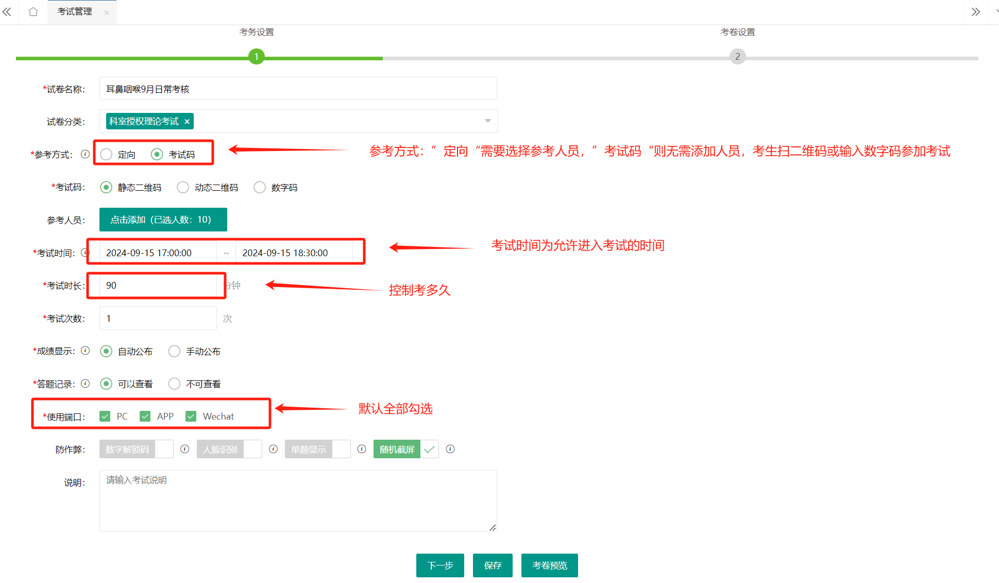 考试管理
考务设置
考卷设置
1
2
*试卷名称:
耳鼻咽喉9月日常考核
试卷分类:
科室授权理论考试 ×
*参考方式:
定向
考试码
参考方式：”定向“需要选择参考人员，”考试码“则无需添加人员，考生扫二维码或输入数字码参加考试
*考试码:
静态二维码
动态二维码
数字码
参考人员:
点击添加（已选人数：10）
*考试时间:
2024-09-15 17:00:00 ~ 2024-09-15 18:30:00
考试时间为允许进入考试的时间
*考试时长:
90
分钟
控制考多久
*考试次数:
1
次
*成绩显示:
自动公布
手动公布
*答题记录:
可以查看
不可查看
*使用端口:
PC
APP
Wechat
默认全部勾选
防作弊:
数字解锁码
人脸识别
单题显示
随机截屏
说明:
请输入考试说明
下一步
保存
考卷预览